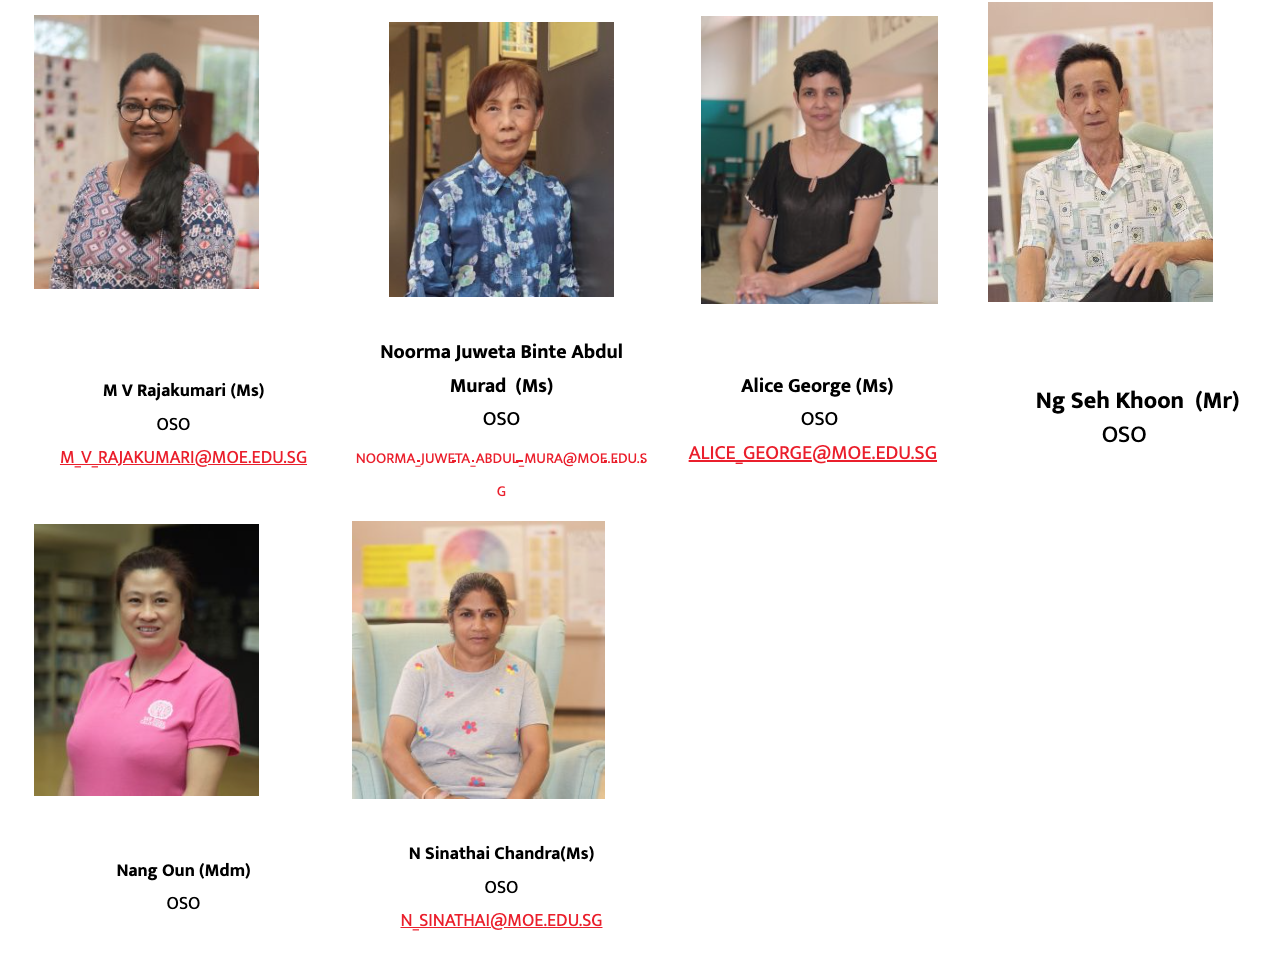 M V Rajakumari (Ms)
OSO
M_V_RAJAKUMARI@MOE.EDU.SG
Noorma Juweta Binte Abdul
Murad (Ms)
OSO
NOORMA_JUWETA_ABDUL_MURA@MOE.EDU.S
G
Alice George (Ms)
OSO
ALICE_GEORGE@MOE.EDU.SG
Ng Seh Khoon (Mr)
OSO
Nang Oun (Mdm)
OSO
N Sinathai Chandra(Ms)
OSO
N_SINATHAI@MOE.EDU.SG